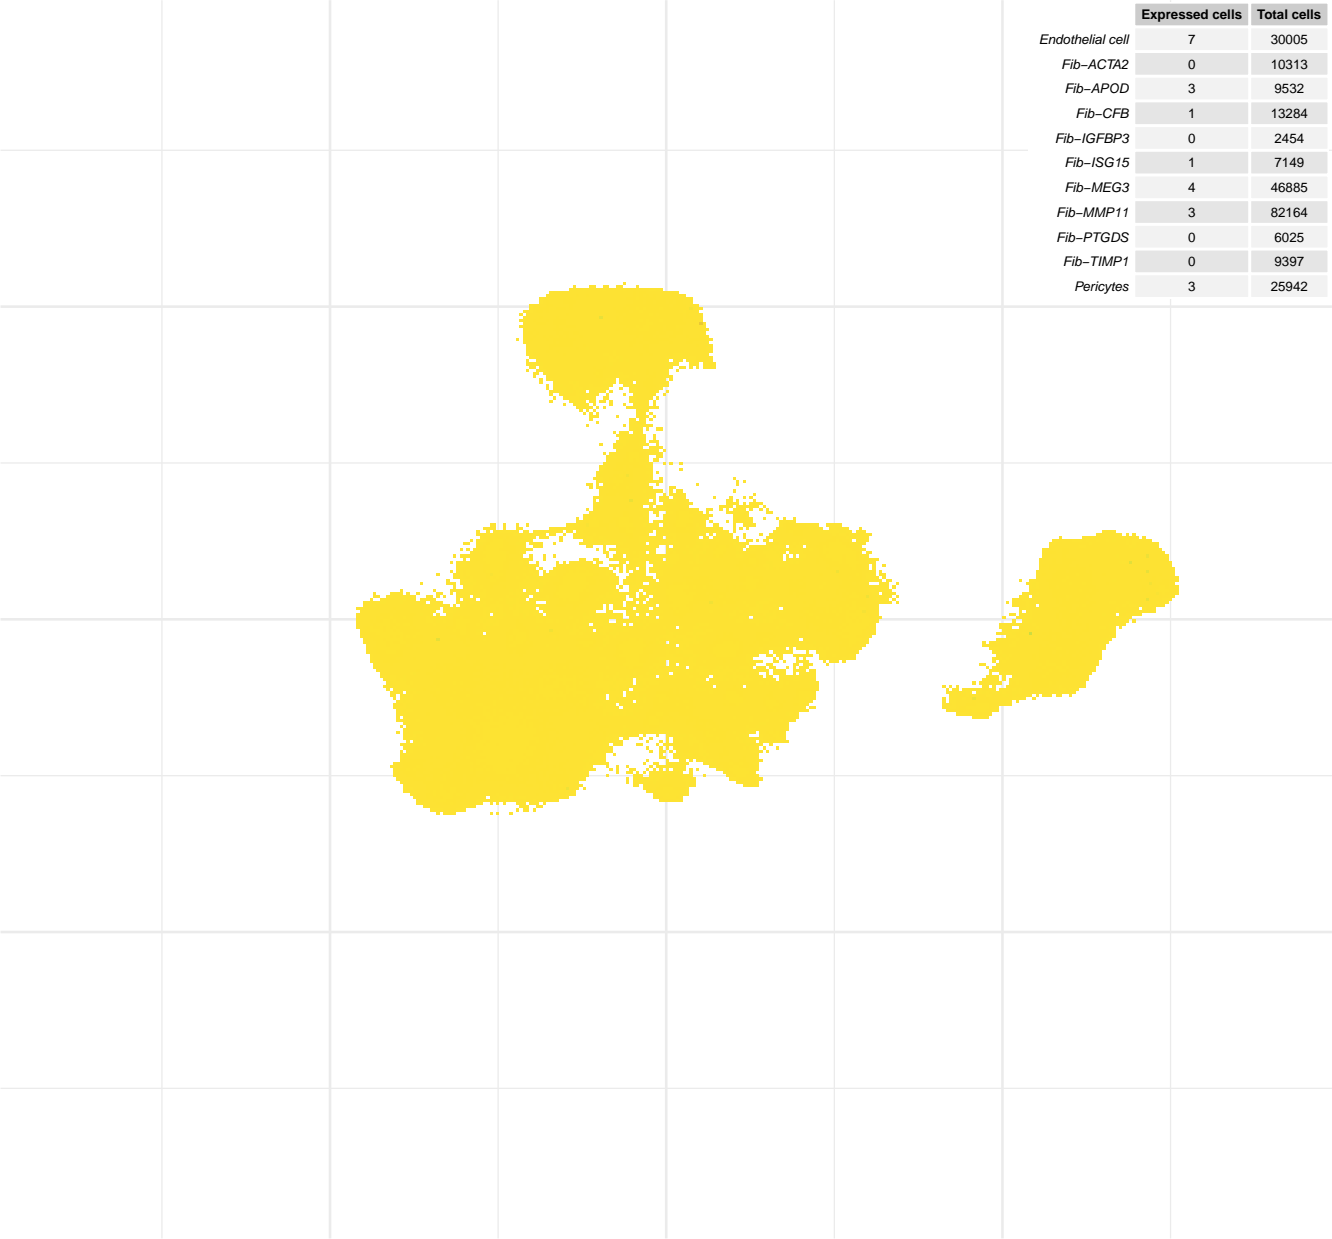 Expressed cells Total cells
Endothelial cell 7 30005
Fib−ACTA2 0 10313
Fib−APOD 3 9532
Fib−CFB 1 13284
Fib−IGFBP3 0 2454
Fib−ISG15 1 7149
Fib−MEG3 4 46885
Fib−MMP11 3 82164
Fib−PTGDS 0 6025
Fib−TIMP1 0 9397
Pericytes 3 25942